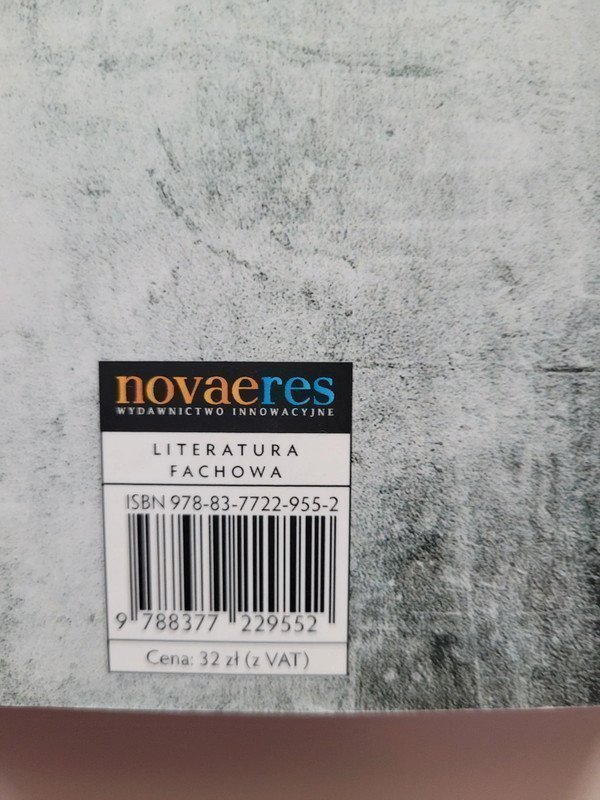 novaeres
WYDAWNICTWO INNOWACYJNE
LITERATURA
FACHOWA
ISBN 978-83-7722-955-2
9 788377 229552
Cena: 32 zł (z VAT)